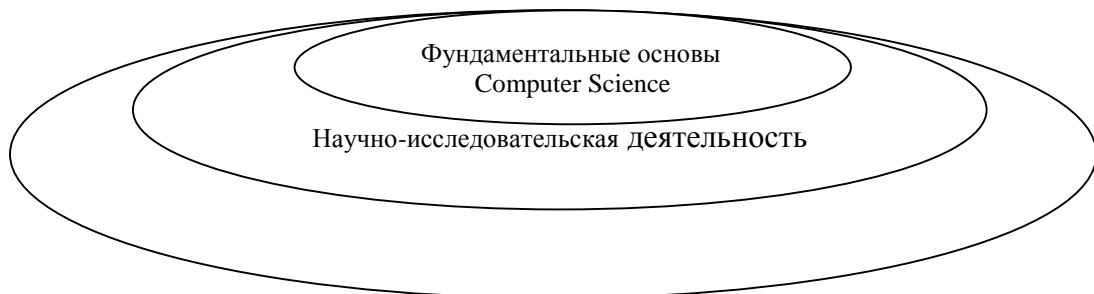 Фундаментальные основы
Computer Science
Научно-исследовательская деятельность